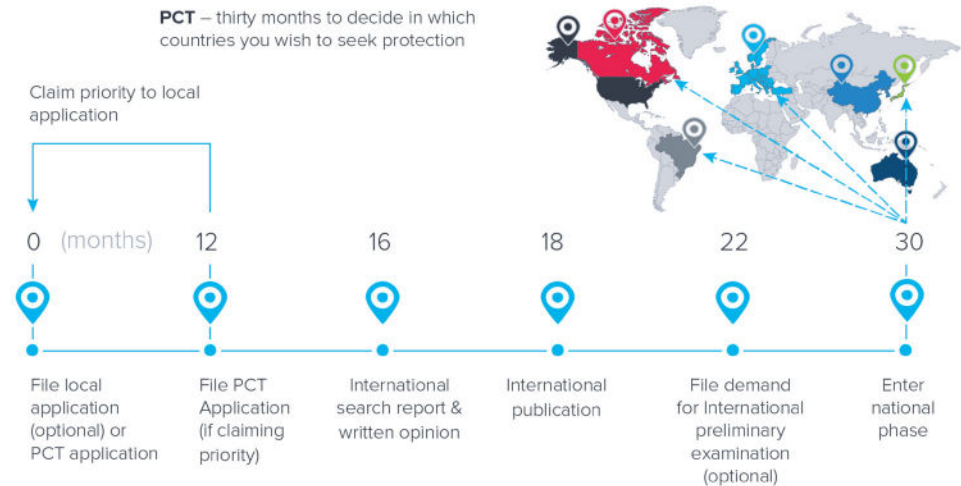 PCT – thirty months to decide in which
countries you wish to seek protection
Claim priority to local
application
0 (months) 12 16 18 22 30
File local
application
(optional) or
PCT application
File PCT
Application
(if claiming
priority)
International
search report &
written opinion
International
publication
File demand
for International
preliminary
examination
(optional)
Enter
national
phase